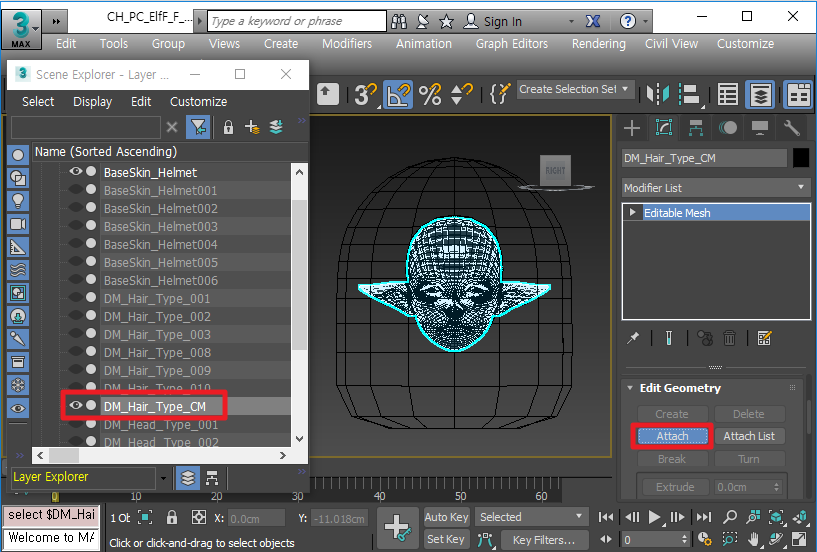 3
MAX
CH_PC_ElfF_F_...
Type a keyword or phrase
Sign In
Edit Tools Group Views Create Modifiers Animation Graph Editors Rendering Civil View Customize
Scene Explorer - Layer ...
Select Display Edit Customize
Create Selection Set
Name (Sorted Ascending)
BaseSkin_Helmet
BaseSkin_Helmet001
BaseSkin_Helmet002
BaseSkin_Helmet003
BaseSkin_Helmet004
BaseSkin_Helmet005
BaseSkin_Helmet006
DM_Hair_Type_001
DM_Hair_Type_002
DM_Hair_Type_003
DM_Hair_Type_008
DM_Hair_Type_009
DM_Hair_Type_010
DM_Hair_Type_CM
DM_Head_Type_001
DM_Head_Type_002
Layer Explorer
RIGHT
DM_Hair_Type_CM
Modifier List
Editable Mesh
Edit Geometry
Create Delete
Attach Attach List
Break Turn
Extrude 0.0cm
0 30 40 50 60
select $DM_Hai
Welcome to MA
1 Ot
X: 0.0cm
Y: -11.018cm
Click or click-and-drag to select objects
Auto Key Selected
Set Key Key Filters...
0